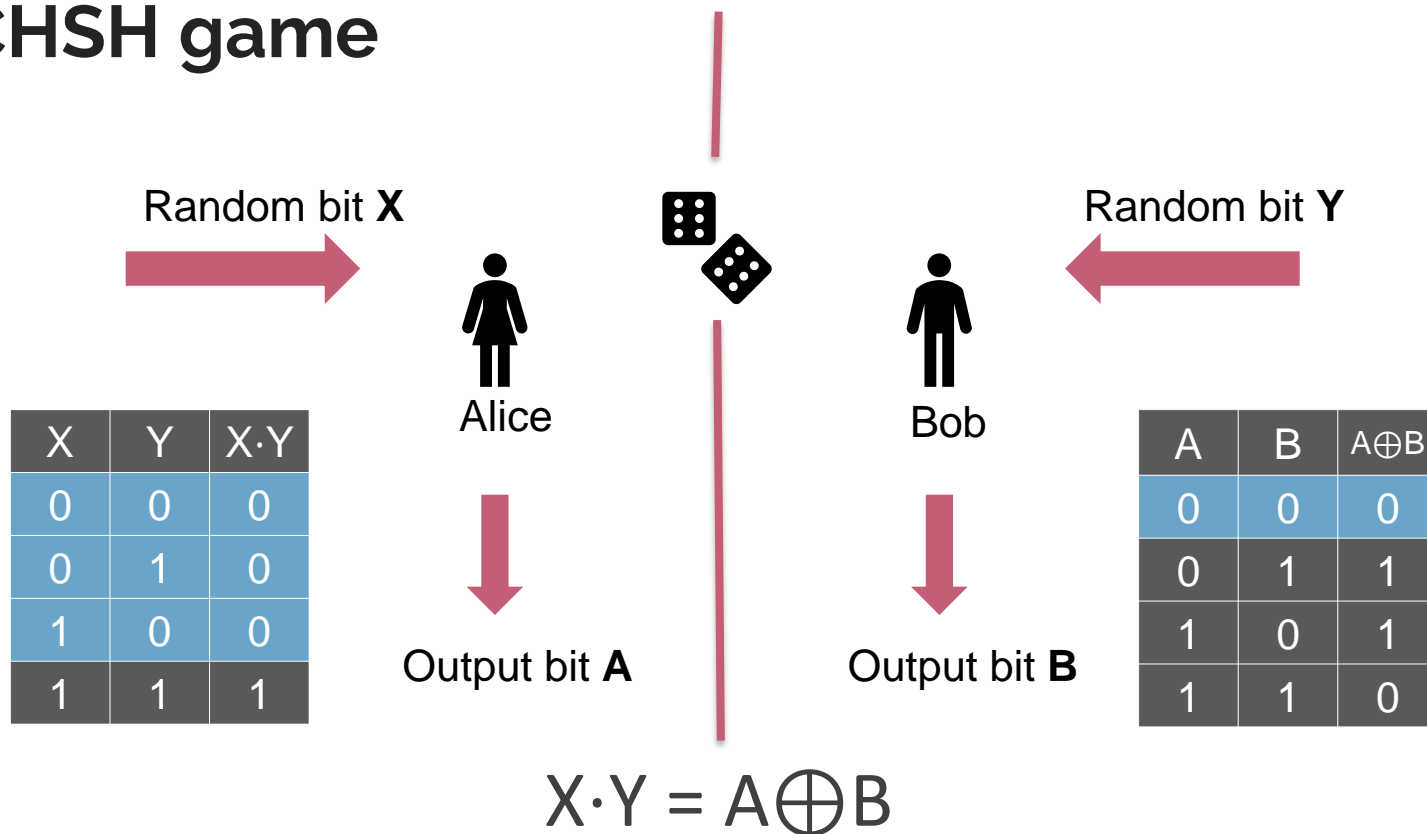 CHSH game
Random bit X
Random bit Y
Alice
Bob
X Y X·Y
0 0 0
0 1 0
1 0 0
1 1 1
A B A⊕B
0 0 0
0 1 1
1 0 1
1 1 0
Output bit A
Output bit B
X·Y = A⊕B